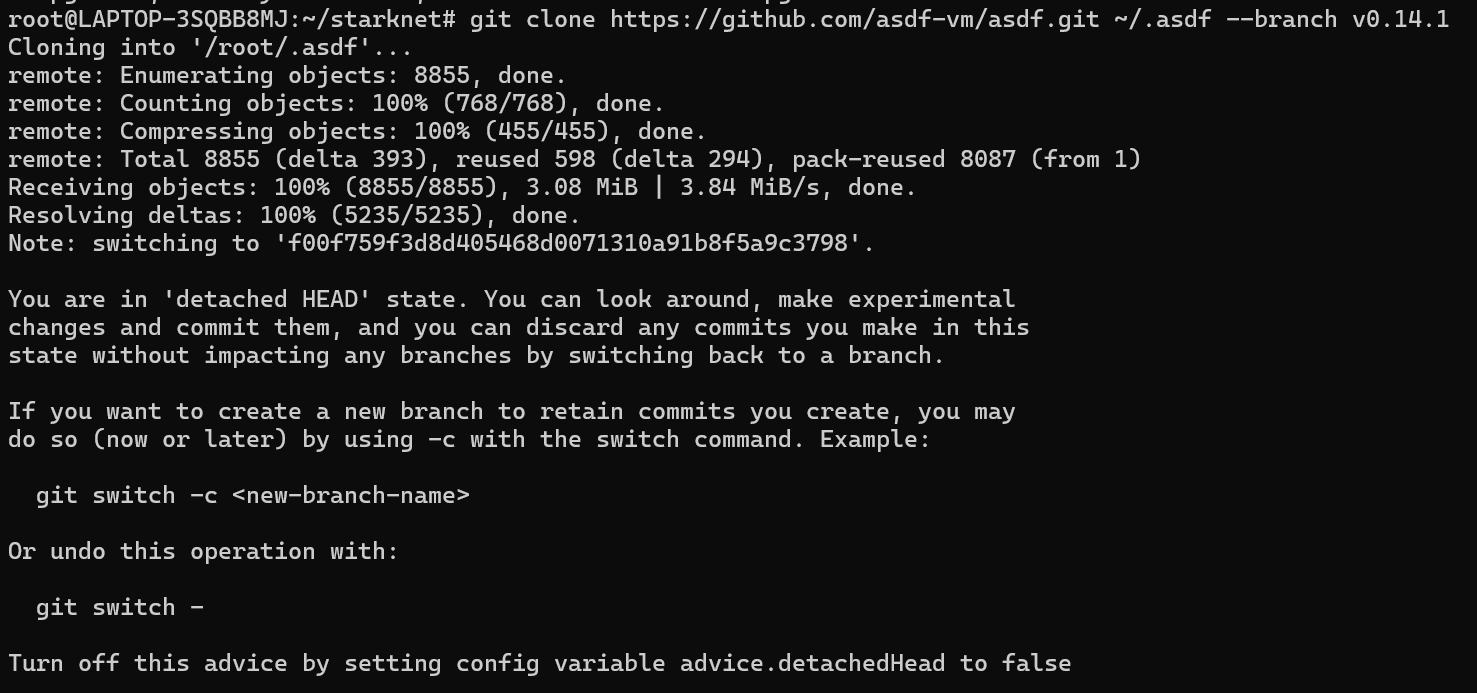 root@LAPTOP-3SQBB8MJ:~/starknet# git clone https://github.com/asdf-vm/asdf.git ~/.asdf --branch v0.14.1
Cloning into '/root/.asdf'...
remote: Enumerating objects: 8855, done.
remote: Counting objects: 100% (768/768), done.
remote: Compressing objects: 100% (455/455), done.
remote: Total 8855 (delta 393), reused 598 (delta 294), pack-reused 8087 (from 1)
Receiving objects: 100% (8855/8855), 3.08 MiB | 3.84 MiB/s, done.
Resolving deltas: 100% (5235/5235), done.
Note: switching to 'f00f759f3d8d405468d0071310a91b8f5a9c3798'.

You are in 'detached HEAD' state. You can look around, make experimental
changes and commit them, and you can discard any commits you make in this
state without impacting any branches by switching back to a branch.

If you want to create a new branch to retain commits you create, you may
do so (now or later) by using -c with the switch command. Example:

  git switch -c <new-branch-name>

Or undo this operation with:

  git switch -

Turn off this advice by setting config variable advice.detachedHead to false